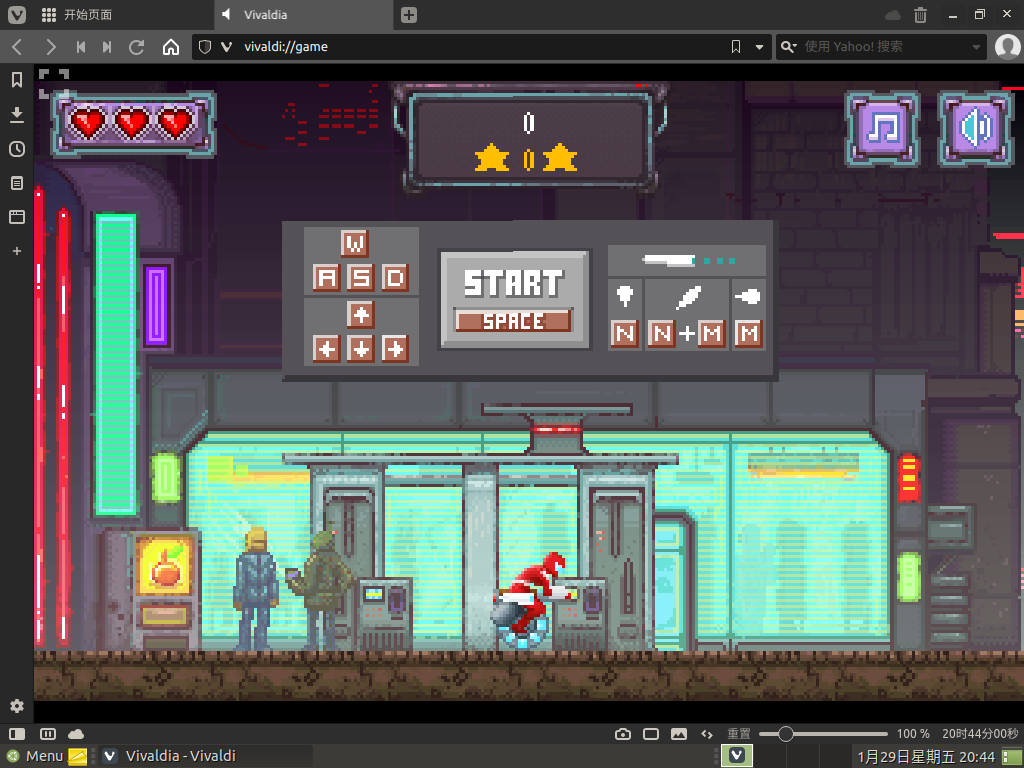 开始页面
Vivaldia
vivaldi://game
使用 Yahoo! 搜索
0
0
W
A S D
START
SPACE
N N + M M
重置
100 %
20时44分00秒
Menu
Vivaldia - Vivaldi
1月29日星期五 20:44